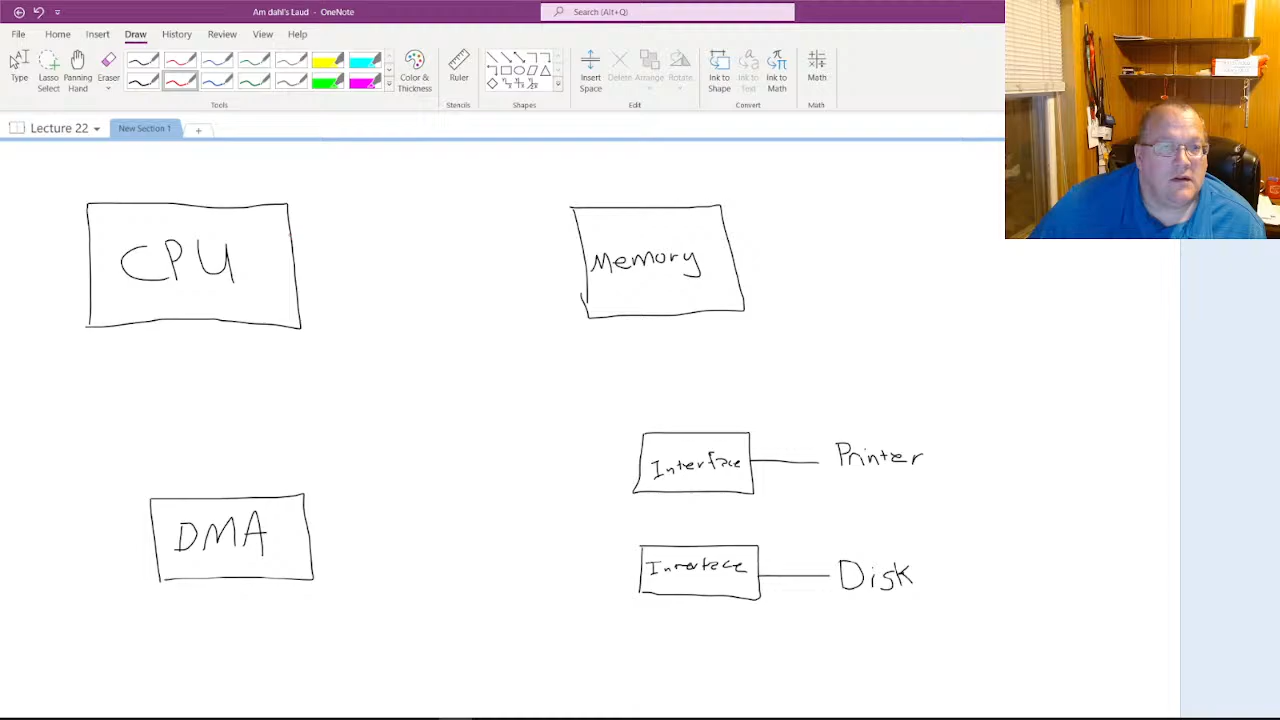 Am dahl's Laud - OneNote
Search (Alt+Q)
File Home Insert Draw History Review View Help
Type
Lasso Select
Panning Hand
Eraser
Thickness
Ruler
Insert Space
Delete
Arrange
Rotate
Ink to Shape
Ink to Text
Ink to Math
Math
Tools Stencils Shapes Edit Convert Math
Lecture 22 New Section 1 +
CPU
Memory
Interface Printer
DMA
Interface Disk